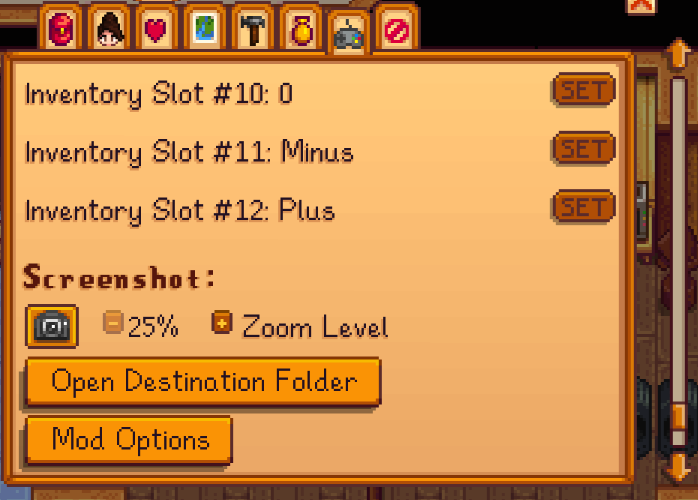 Inventory Slot #10: 0
SET
Inventory Slot #11: Minus
SET
Inventory Slot #12: Plus
SET
Screenshot:
25% Zoom Level
Open Destination Folder
Mod Options